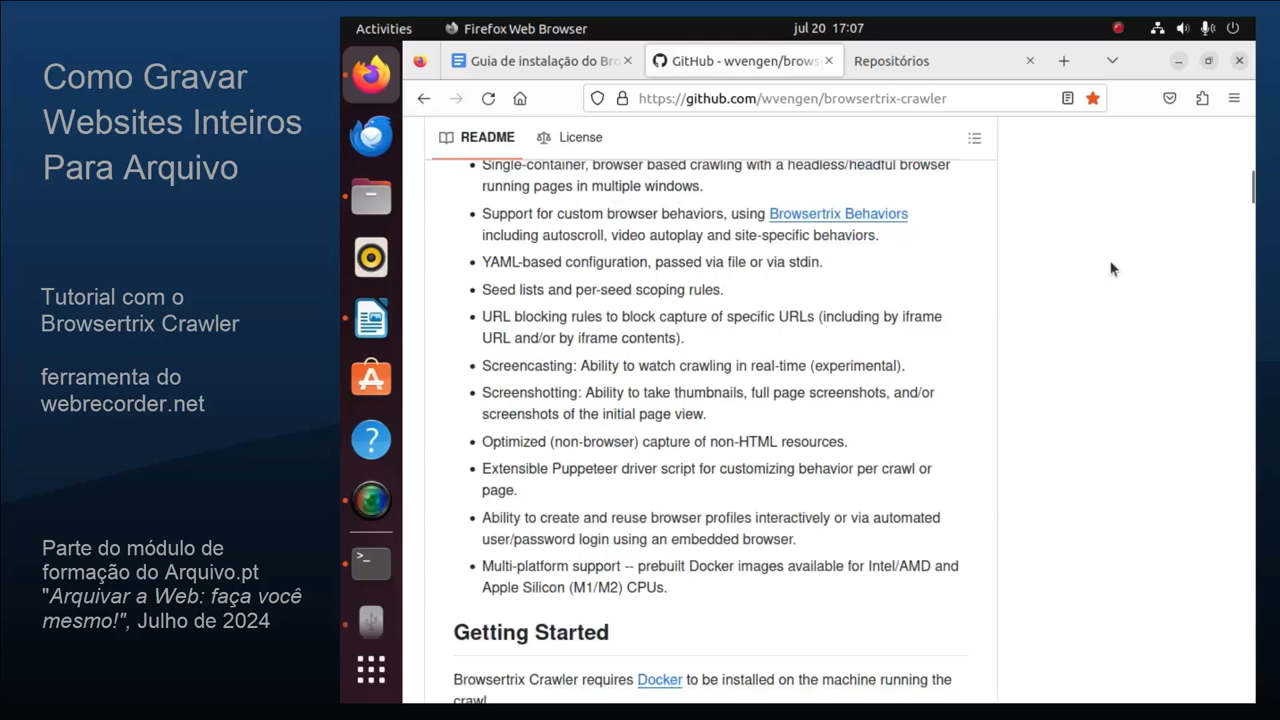 Como Gravar
Websites Inteiros
Para Arquivo
Tutorial com o
Browsertrix Crawler
ferramenta do
webrecorder.net
Parte do módulo de
formação do Arquivo.pt
"Arquivar a Web: faça você
mesmo!", Julho de 2024
Activities
Firefox Web Browser
jul 20 17:07
Guia de instalação do Bro
GitHub - wvengen/brows
Repositórios
https://github.com/wvengen/browsertrix-crawler
README
License
Single-container, browser based crawling with a headless/headful browser
running pages in multiple windows.
Support for custom browser behaviors, using Browsertrix Behaviors
including autoscroll, video autoplay and site-specific behaviors.
YAML-based configuration, passed via file or via stdin.
Seed lists and per-seed scoping rules.
URL blocking rules to block capture of specific URLs (including by iframe
URL and/or by iframe contents).
Screencasting: Ability to watch crawling in real-time (experimental).
Screenshotting: Ability to take thumbnails, full page screenshots, and/or
screenshots of the initial page view.
Optimized (non-browser) capture of non-HTML resources.
Extensible Puppeteer driver script for customizing behavior per crawl or
page.
Ability to create and reuse browser profiles interactively or via automated
user/password login using an embedded browser.
Multi-platform support -- prebuilt Docker images available for Intel/AMD and
Apple Silicon (M1/M2) CPUs.
Getting Started
Browsertrix Crawler requires Docker to be installed on the machine running the
crawl.